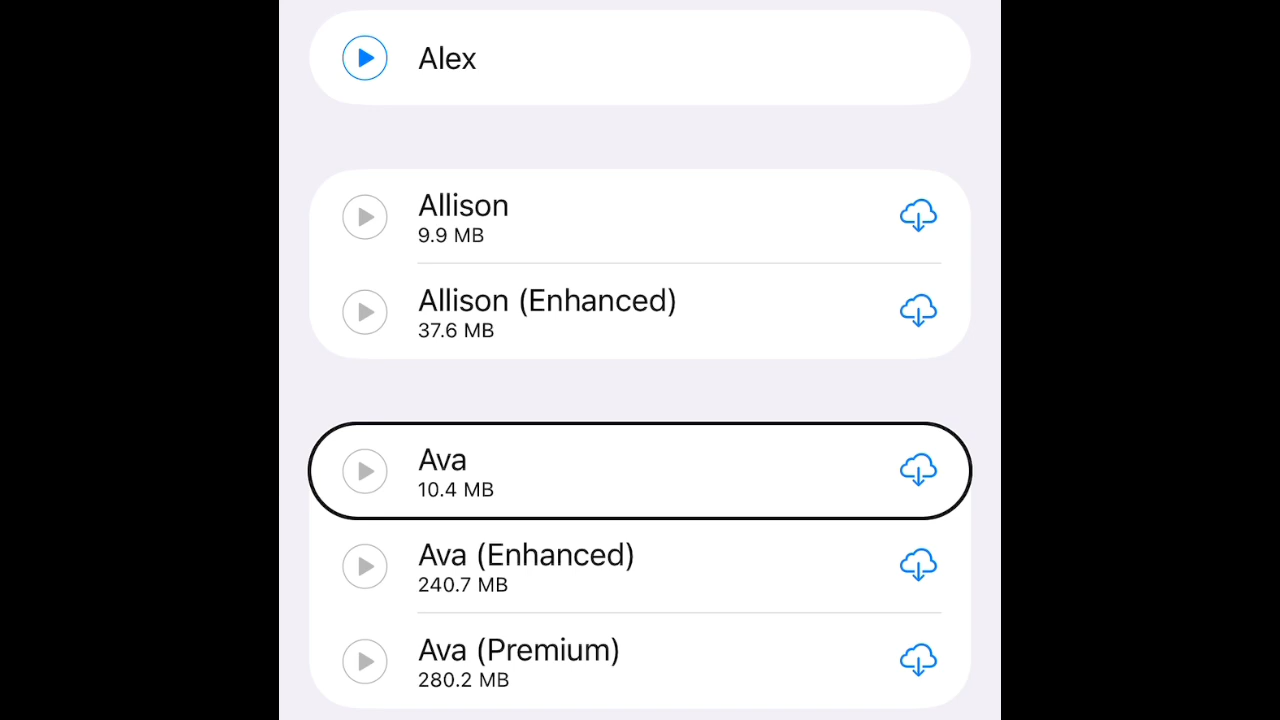 Alex
Allison
9.9 MB
Allison (Enhanced)
37.6 MB
Ava
10.4 MB
Ava (Enhanced)
240.7 MB
Ava (Premium)
280.2 MB